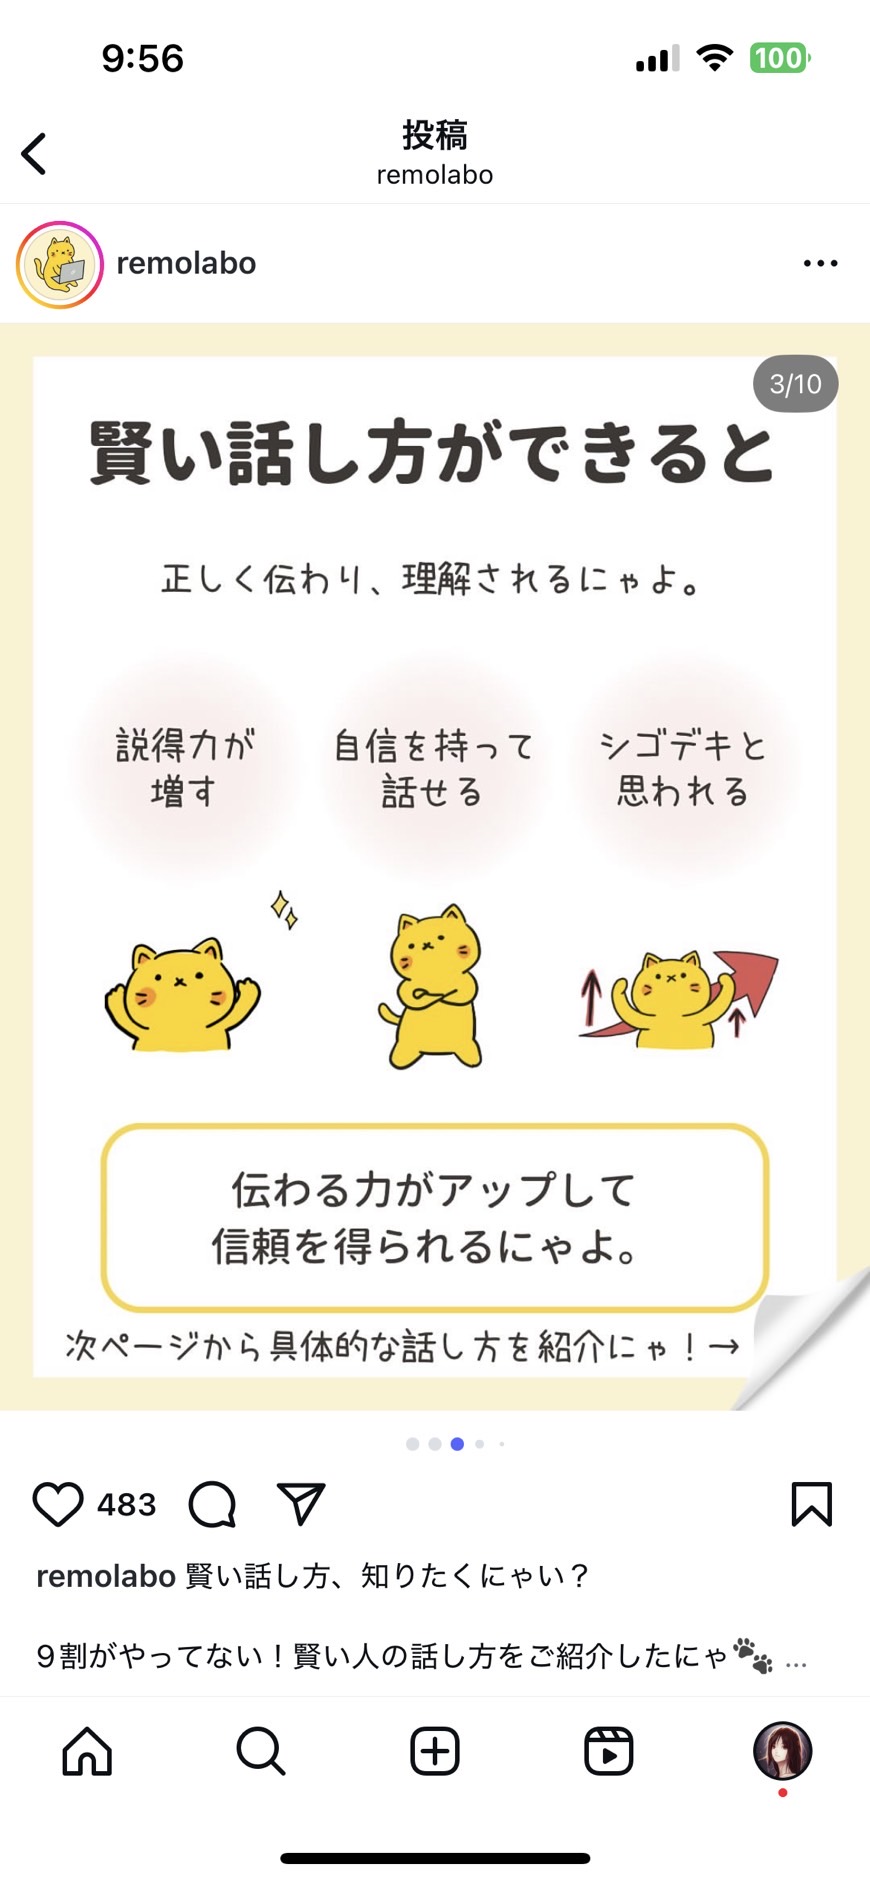 9:56
100
投稿
remolabo
remolabo
3/10
賢い話し方ができると
正しく伝わり、理解されるにゃよ。
説得力が
増す
自信を持って
話せる
シゴデキと
思われる
伝わる力がアップして
信頼を得られるにゃよ。
次ページから具体的な話し方を紹介にゃ！→
483
remolabo 賢い話し方、知りたくにゃい？
9割がやってない！賢い人の話し方をご紹介したにゃ🐾 ...